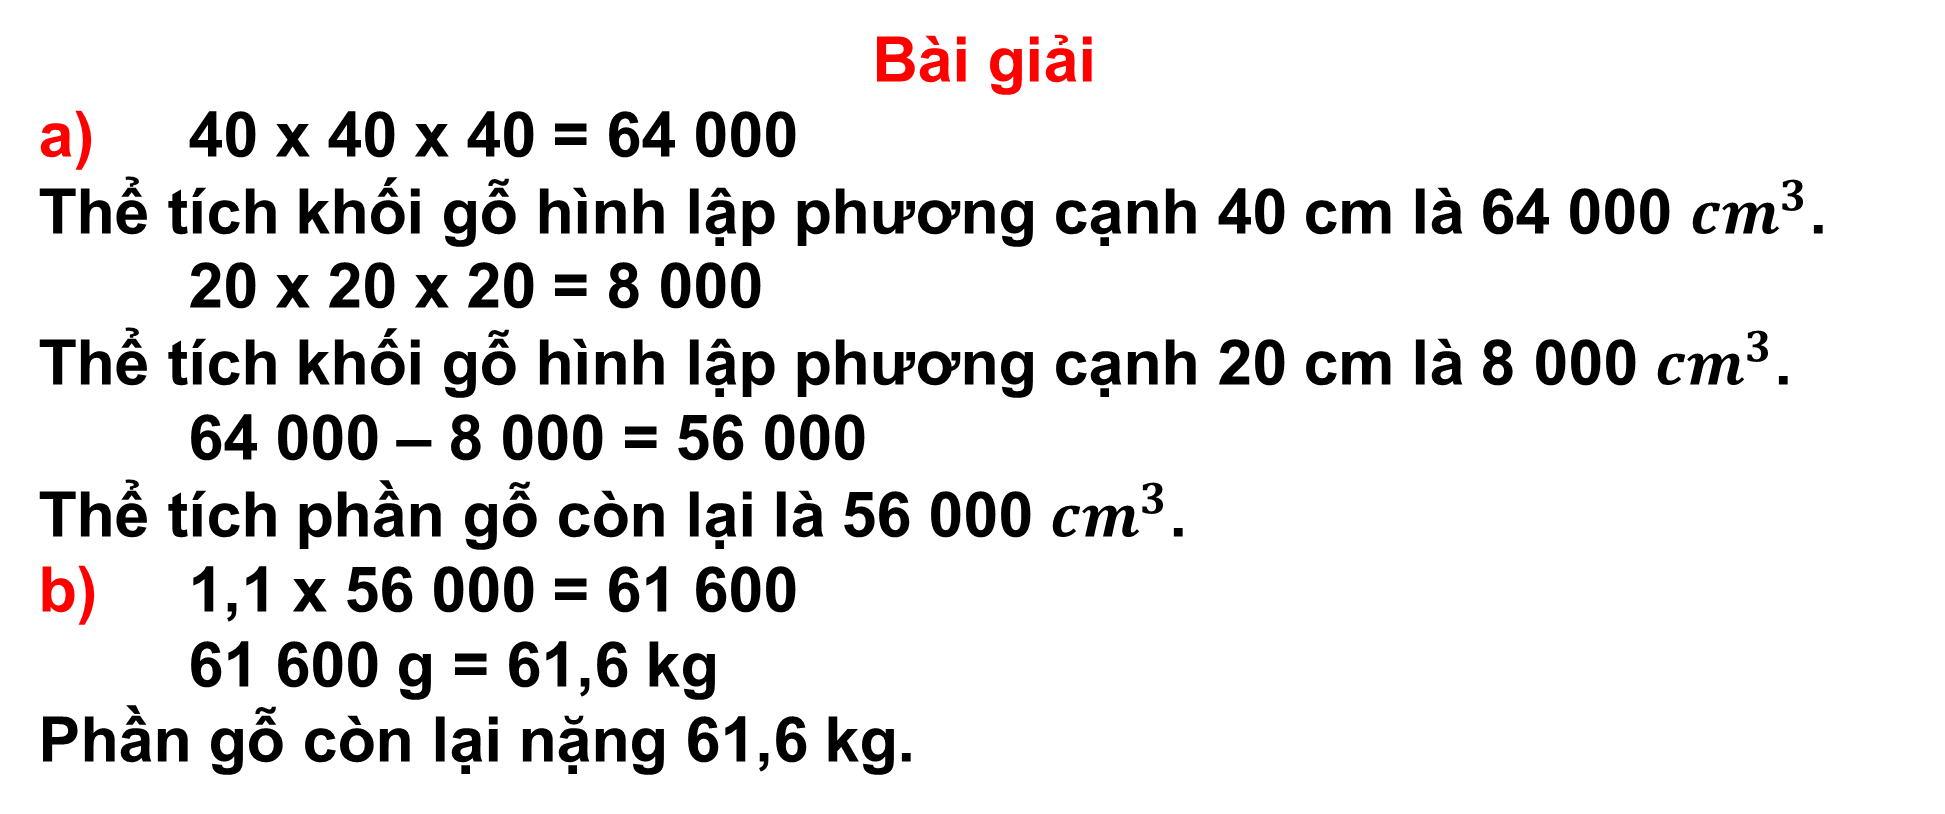 Bài giải
a) 40 x 40 x 40 = 64 000
Thể tích khối gỗ hình lập phương cạnh 40 cm là 64 000 cm³.
20 x 20 x 20 = 8 000
Thể tích khối gỗ hình lập phương cạnh 20 cm là 8 000 cm³.
64 000 – 8 000 = 56 000
Thể tích phần gỗ còn lại là 56 000 cm³.
b) 1,1 x 56 000 = 61 600
61 600 g = 61,6 kg
Phần gỗ còn lại nặng 61,6 kg.